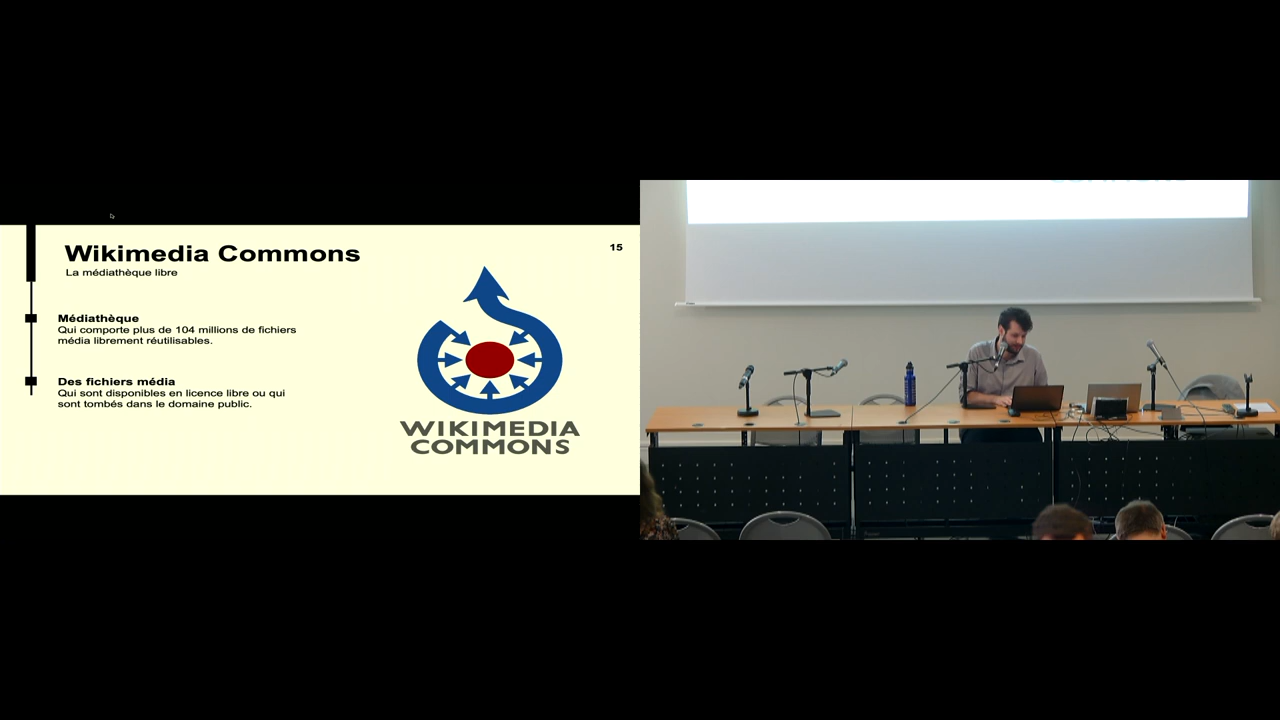 Wikimedia Commons
La médiathèque libre
15
Médiathèque
Qui comporte plus de 104 millions de fichiers
média librement réutilisables.
Des fichiers média
Qui sont disponibles en licence libre ou qui
sont tombés dans le domaine public.
WIKIMEDIA
COMMONS